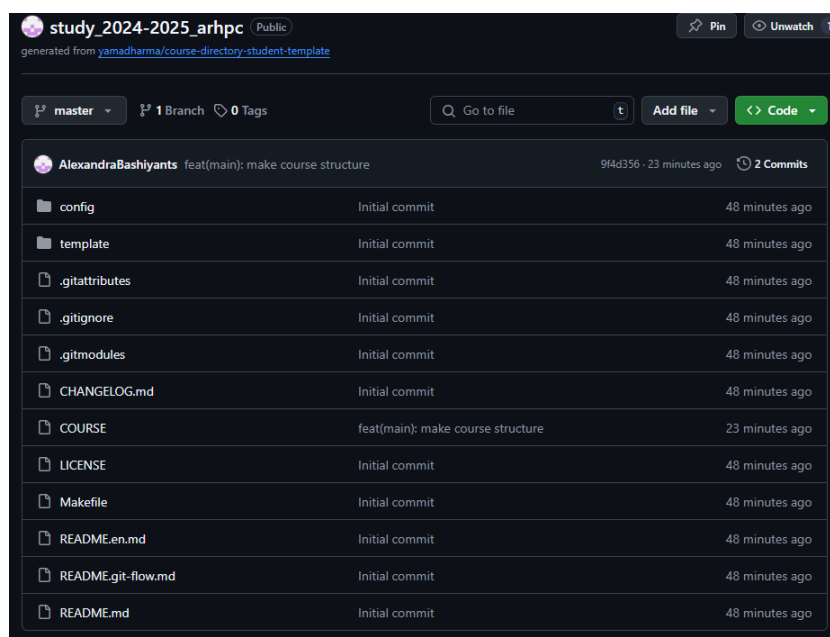 study_2024-2025_arhpc Public Pin Unwatch 1
generated from yamadharma/course-directory-student-template
master 1 Branch 0 Tags Go to file t Add file Code
AlexandraBashiyants feat(main): make course structure 9f4d356 · 23 minutes ago 2 Commits
config Initial commit 48 minutes ago
template Initial commit 48 minutes ago
.gitattributes Initial commit 48 minutes ago
.gitignore Initial commit 48 minutes ago
.gitmodules Initial commit 48 minutes ago
CHANGELOG.md Initial commit 48 minutes ago
COURSE feat(main): make course structure 23 minutes ago
LICENSE Initial commit 48 minutes ago
Makefile Initial commit 48 minutes ago
README.en.md Initial commit 48 minutes ago
README.git-flow.md Initial commit 48 minutes ago
README.md Initial commit 48 minutes ago